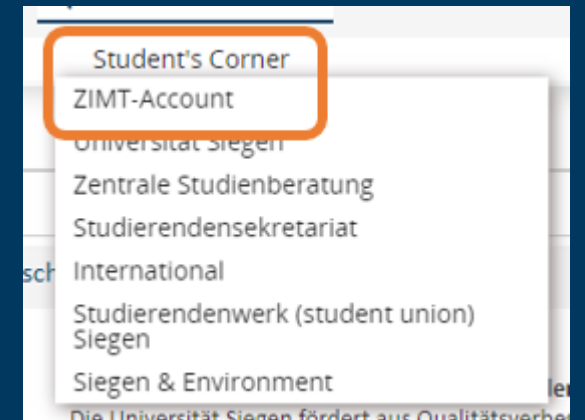 Student's Corner
ZIMT-Account
Universität Siegen
Zentrale Studienberatung
Studierendensekretariat
sch
International
Studierendenwerk (student union)
Siegen
Siegen & Environment
Die Universität Siegen fördert aus